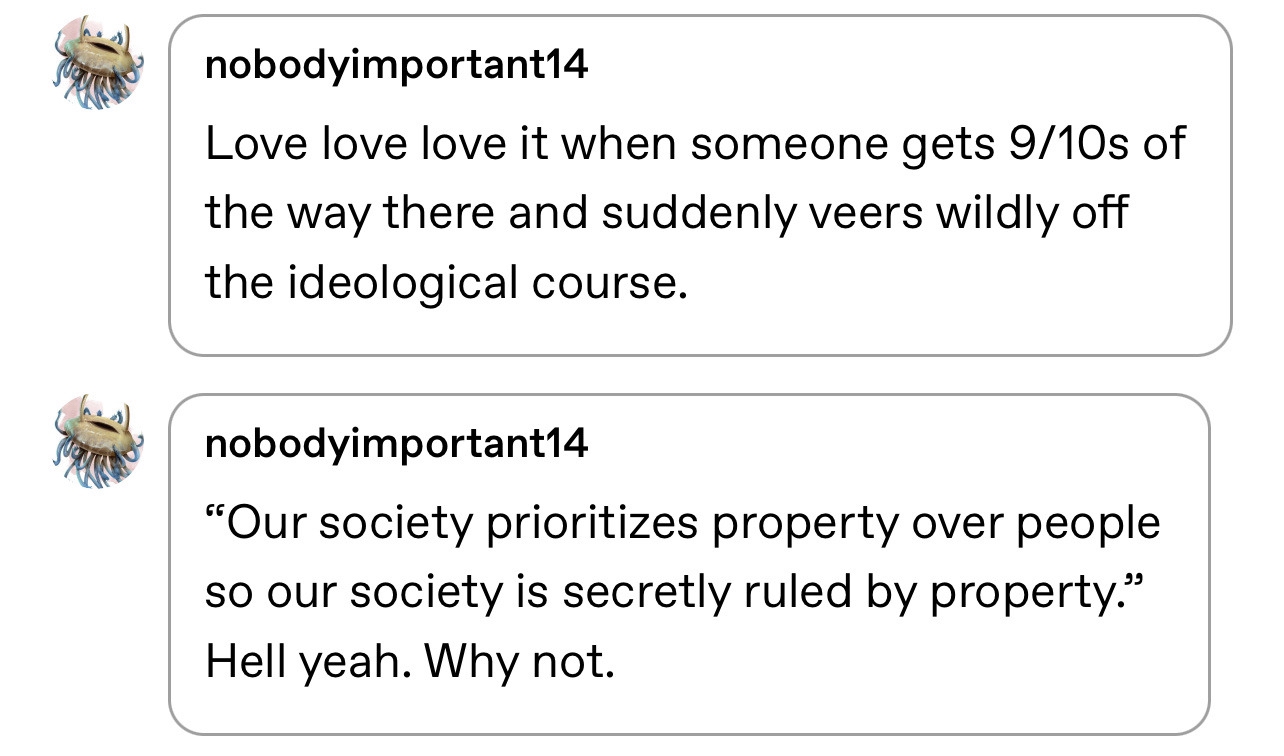 nobodyimportant14
Love love love it when someone gets 9/10s of
the way there and suddenly veers wildly off
the ideological course.
nobodyimportant14
“Our society prioritizes property over people
so our society is secretly ruled by property.”
Hell yeah. Why not.